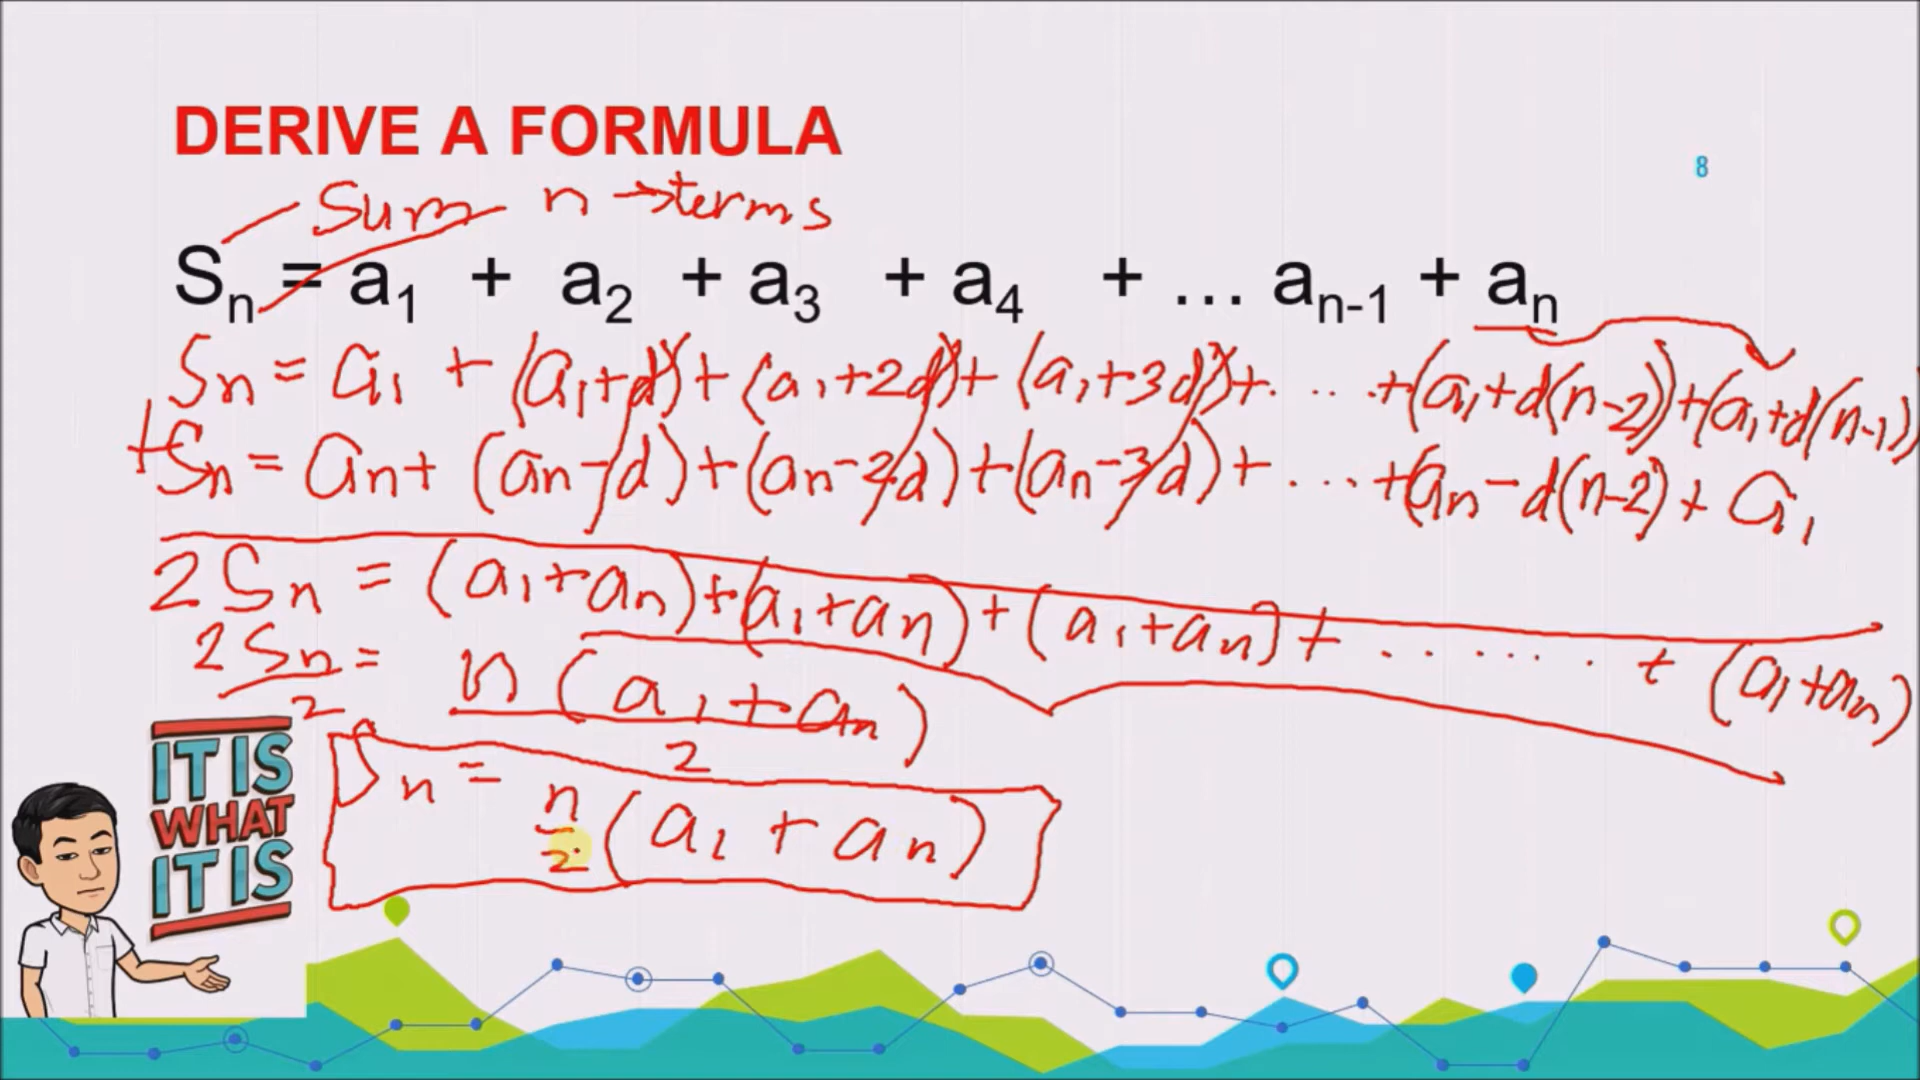 DERIVE A FORMULA
8
Sum n → terms
Sₙ = a₁ + a₂ + a₃ + a₄ + ... aₙ₋₁ + aₙ
Sn = a₁ + (a₁+d) + (a₁+2d) + (a₁+3d) + . . . . +(a₁+d(n-2))+(a₁+d(n-1))
+Sn = an + (an-d)+(an-2d)+(an-3d)+ .... +(an-d(n-2)+ a₁
2Sn = (a₁+an)+(a₁+an)+(a₁+an)+ ....... + (a₁+an)
2Sn/2 = n(a₁+an)/2
Sn = n/2 (a₁ + an)
IT IS
WHAT
IT IS